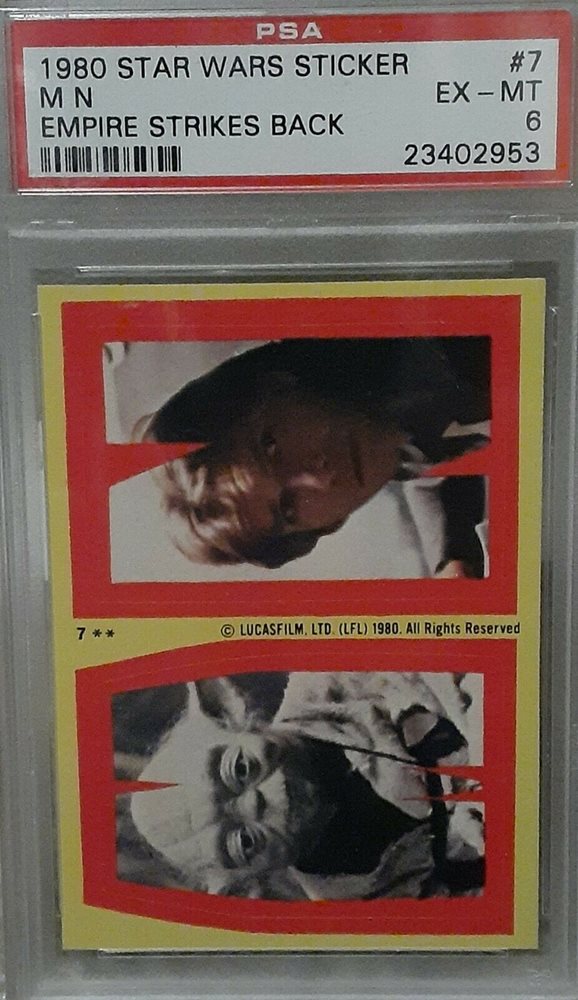 PSA
1980 STAR WARS STICKER #7
M N EX - MT
EMPIRE STRIKES BACK 6
23402953
7 ** © LUCASFILM, LTD. (LFL) 1980. All Rights Reserved